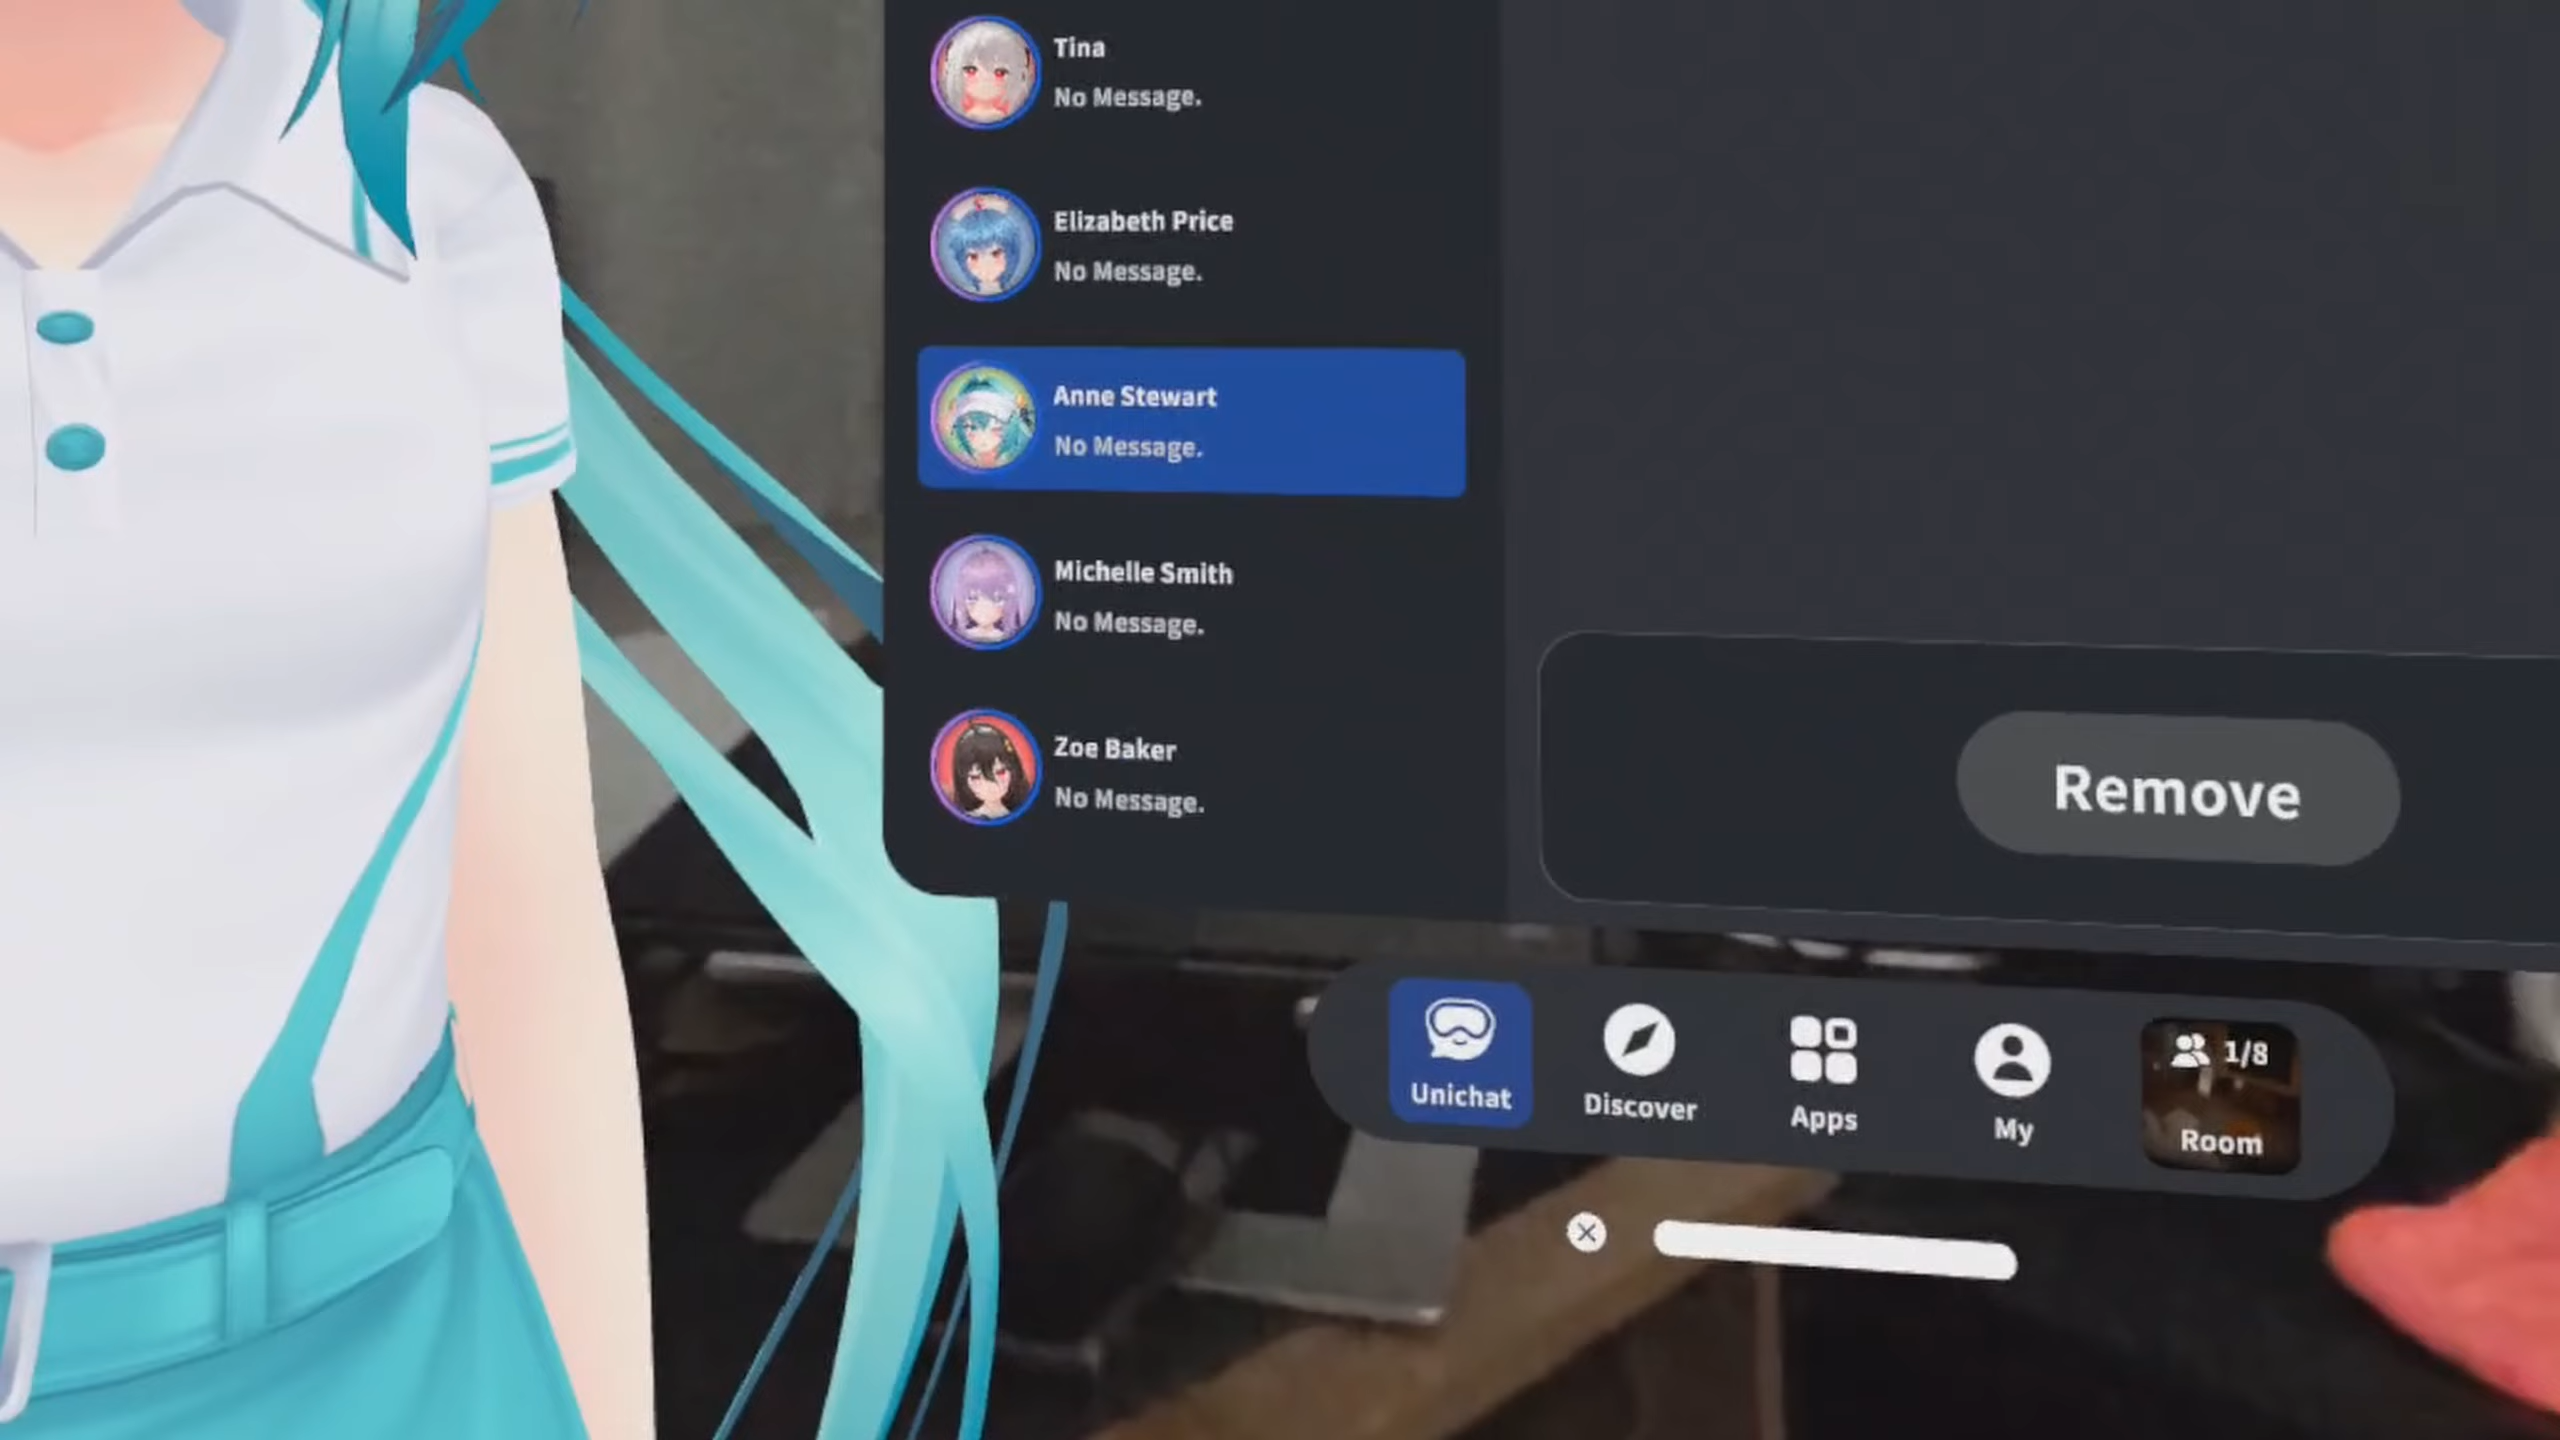 Tina
No Message.
Elizabeth Price
No Message.
Anne Stewart
No Message.
Michelle Smith
No Message.
Zoe Baker
No Message.
Remove
Unichat
Discover
Apps
My
1/8
Room